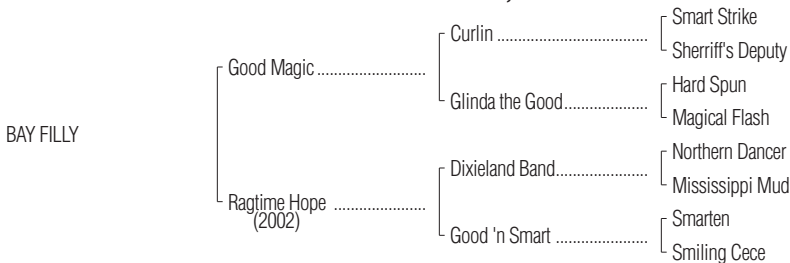 Smart Strike
Curlin ..................................
Sherriff's Deputy
Good Magic .........................
Hard Spun
Glinda the Good...................
Magical Flash
BAY FILLY
Northern Dancer
Dixieland Band.....................
Mississippi Mud
Ragtime Hope .....................
(2002)
Smarten
Good 'n Smart .....................
Smiling Cece